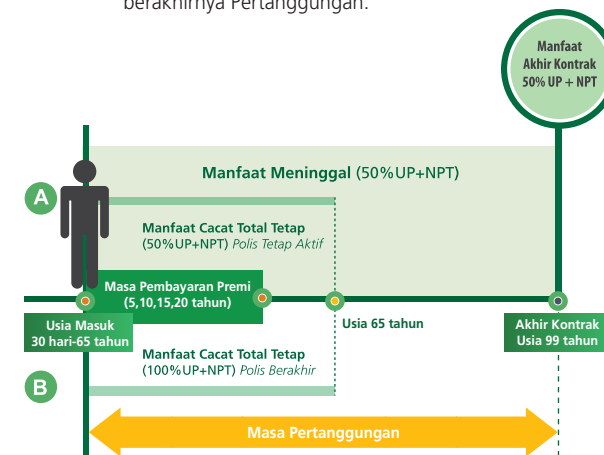 berakhirnya Pertanggungan.
Manfaat
Akhir Kontrak
50% UP + NPT
Manfaat Meninggal (50%UP+NPT)
A
Manfaat Cacat Total Tetap
(50%UP+NPT) Polis Tetap Aktif
Masa Pembayaran Premi
(5,10,15,20 tahun)
Usia Masuk
30 hari-65 tahun
Usia 65 tahun
Akhir Kontrak
Usia 99 tahun
Manfaat Cacat Total Tetap
(100%UP+NPT) Polis Berakhir
B
Masa Pertanggungan